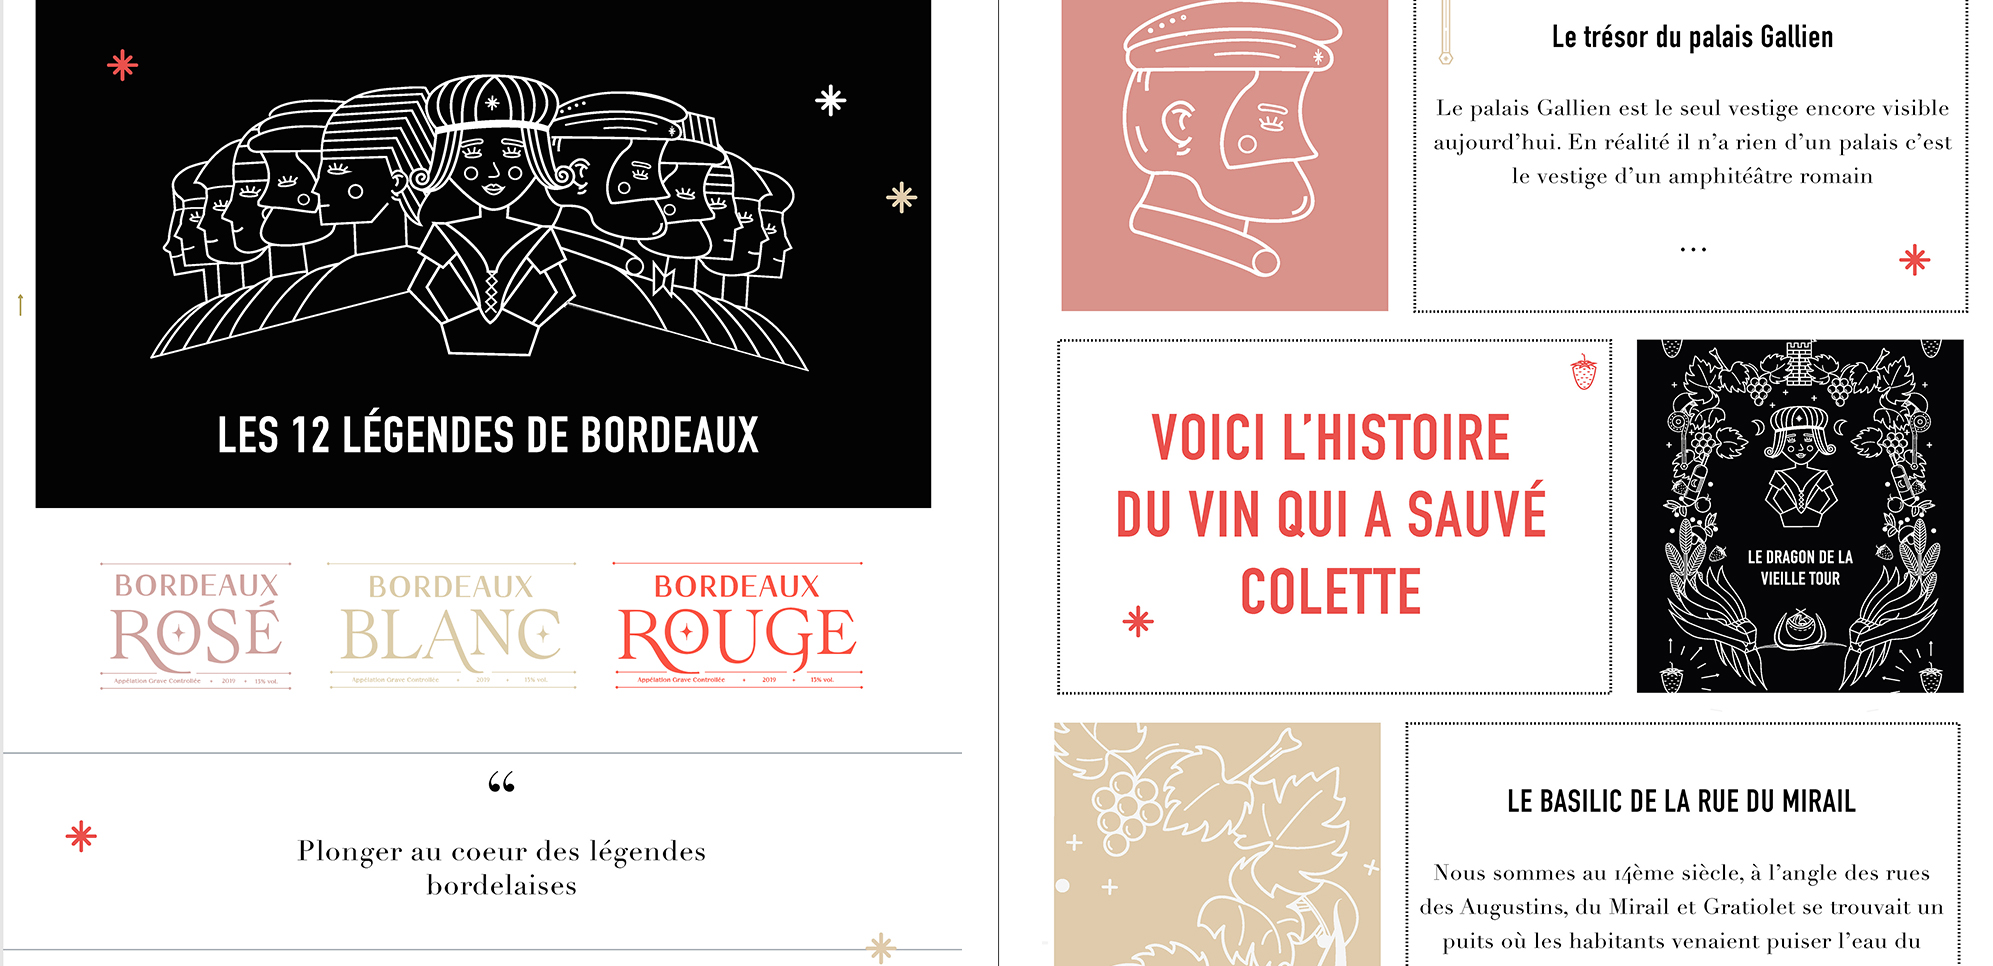 LES 12 LÉGENDES DE BORDEAUX
BORDEAUX
ROSÉ
Appélation Grave Controllée • 2019 • 13% vol.
BORDEAUX
BLANC
Appélation Grave Controllée • 2019 • 13% vol.
BORDEAUX
ROUGE
Appélation Grave Controllée • 2019 • 13% vol.
“
Plonger au coeur des légendes
bordelaises
Le trésor du palais Gallien
Le palais Gallien est le seul vestige encore visible
aujourd’hui. En réalité il n’a rien d’un palais c’est
le vestige d’un amphitéâtre romain
...
VOICI L’HISTOIRE
DU VIN QUI A SAUVÉ
COLETTE
LE DRAGON DE LA
VIEILLE TOUR
LE BASILIC DE LA RUE DU MIRAIL
Nous sommes au 14ème siècle, à l’angle des rues
des Augustins, du Mirail et Gratiolet se trouvait un
puits où les habitants venaient puiser l’eau du